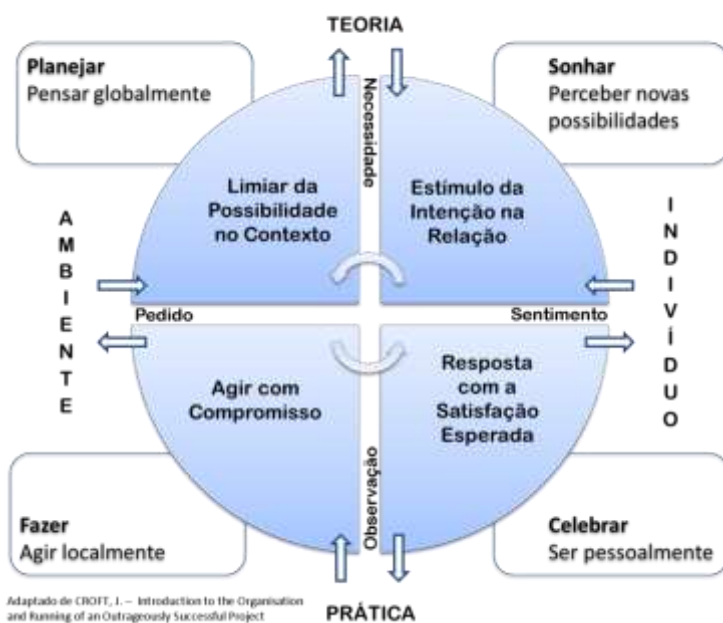 TEORIA
Planejar
Pensar globalmente
Sonhar
Perceber novas
possibilidades
Necessidade
Limiar da
Possibilidade
no Contexto
Estímulo da
Intenção na
Relação
AMBIENTE
INDIVÍDUO
Pedido
Sentimento
Agir com
Compromisso
Resposta
com a
Satisfação
Esperada
Observação
Fazer
Agir localmente
Celebrar
Ser pessoalmente
Adaptado de CROFT, J. – Introduction to the Organisation
and Running of an Outrageously Successful Project
PRÁTICA